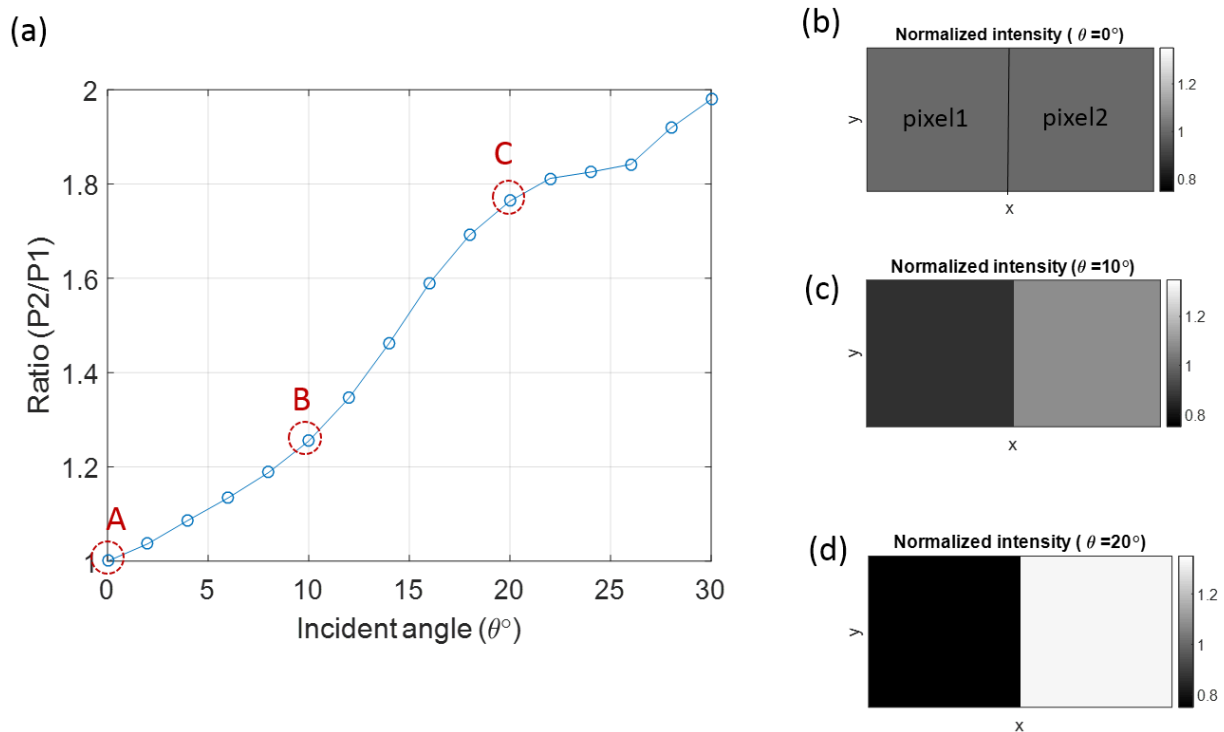 (a)
Ratio (P2/P1)
2
1.8
1.6
1.4
1.2
1
A
B
C
0 5 10 15 20 25 30
Incident angle (θ°)
(b)
Normalized intensity ( θ =0°)
y
pixel1 pixel2
x
1.2
1
0.8
(c)
Normalized intensity (θ =10°)
y
x
1.2
1
0.8
(d)
Normalized intensity ( θ =20°)
y
x
1.2
1
0.8